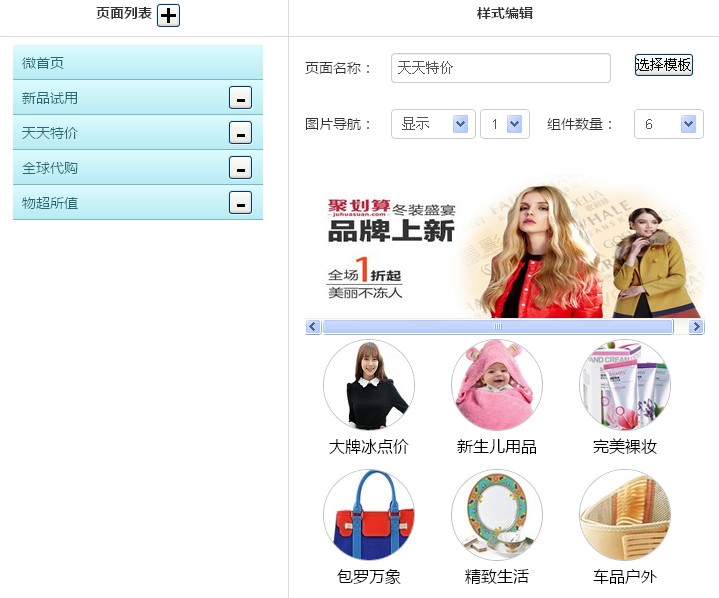 页面列表
微首页
新品试用
天天特价
全球代购
物超所值
样式编辑
页面名称： 天天特价 选择模板
图片导航： 显示 1 组件数量： 6
聚划算 冬装盛宴
juhuasuan.com
品牌上新
全场1折起
美丽不冻人
大牌冰点价 新生儿用品 完美裸妆
包罗万象 精致生活 车品户外